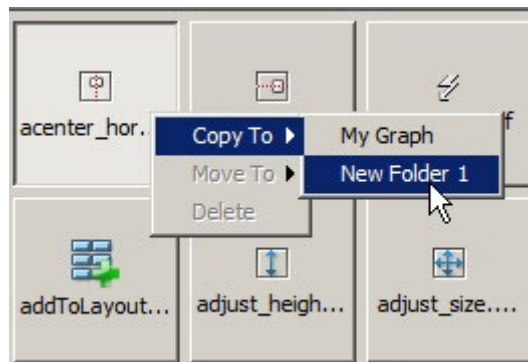 acenter_hor...
f
Copy To
My Graph
Move To
New Folder 1
Delete
addToLayout...
adjust_heigh...
adjust_size....